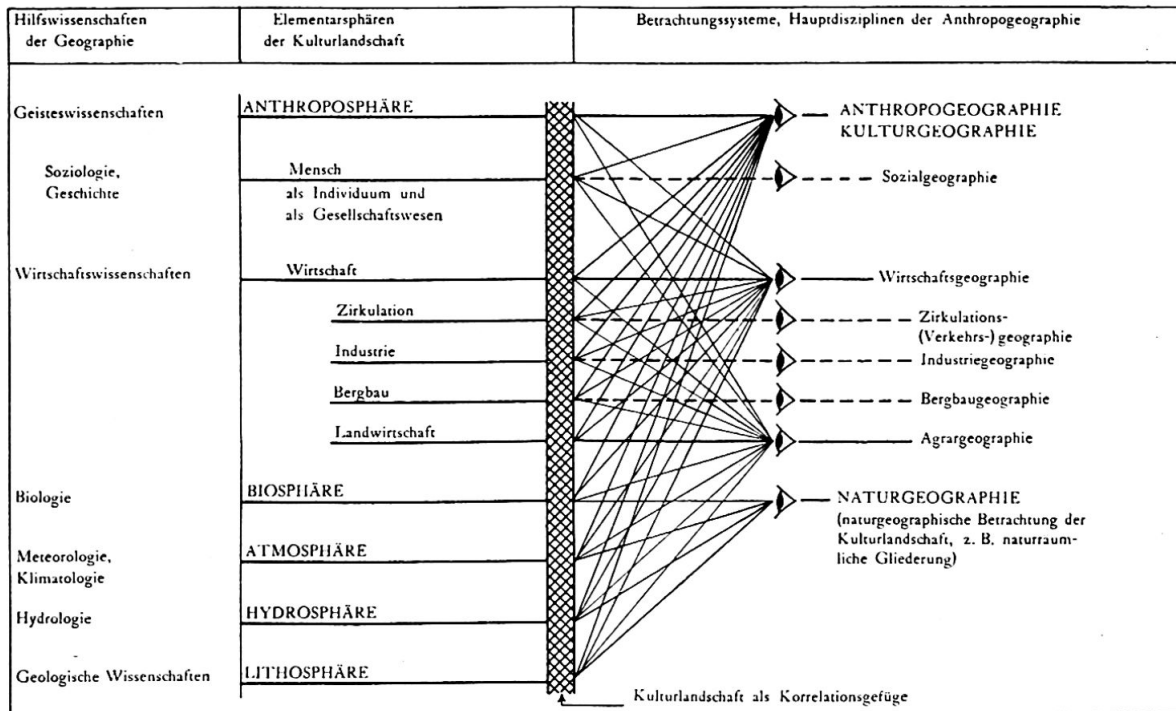 Hilfswissenschaften
der Geographie
Elementarsphären
der Kulturlandschaft
Betrachtungssysteme, Hauptdisziplinen der Anthropogeographie
Geisteswissenschaften
ANTHROPOSPHÄRE
ANTHROPOGEOGRAPHIE
KULTURGEOGRAPHIE
Soziologie,
Geschichte
Mensch
als Individuum und
als Gesellschaftswesen
Sozialgeographie
Wirtschaftswissenschaften
Wirtschaft
Wirtschaftsgeographie
Zirkulation
Zirkulations-
(Verkehrs-) geographie
Industrie
Industriegeographie
Bergbau
Bergbaugeographie
Landwirtschaft
Agrargeographie
Biologie
BIOSPHÄRE
NATURGEOGRAPHIE
(naturgeographische Betrachtung der
Kulturlandschaft, z. B. naturräum-
liche Gliederung)
Meteorologie,
Klimatologie
ATMOSPHÄRE
Hydrologie
HYDROSPHÄRE
Geologische Wissenschaften
LITHOSPHÄRE
Kulturlandschaft als Korrelationsgefüge